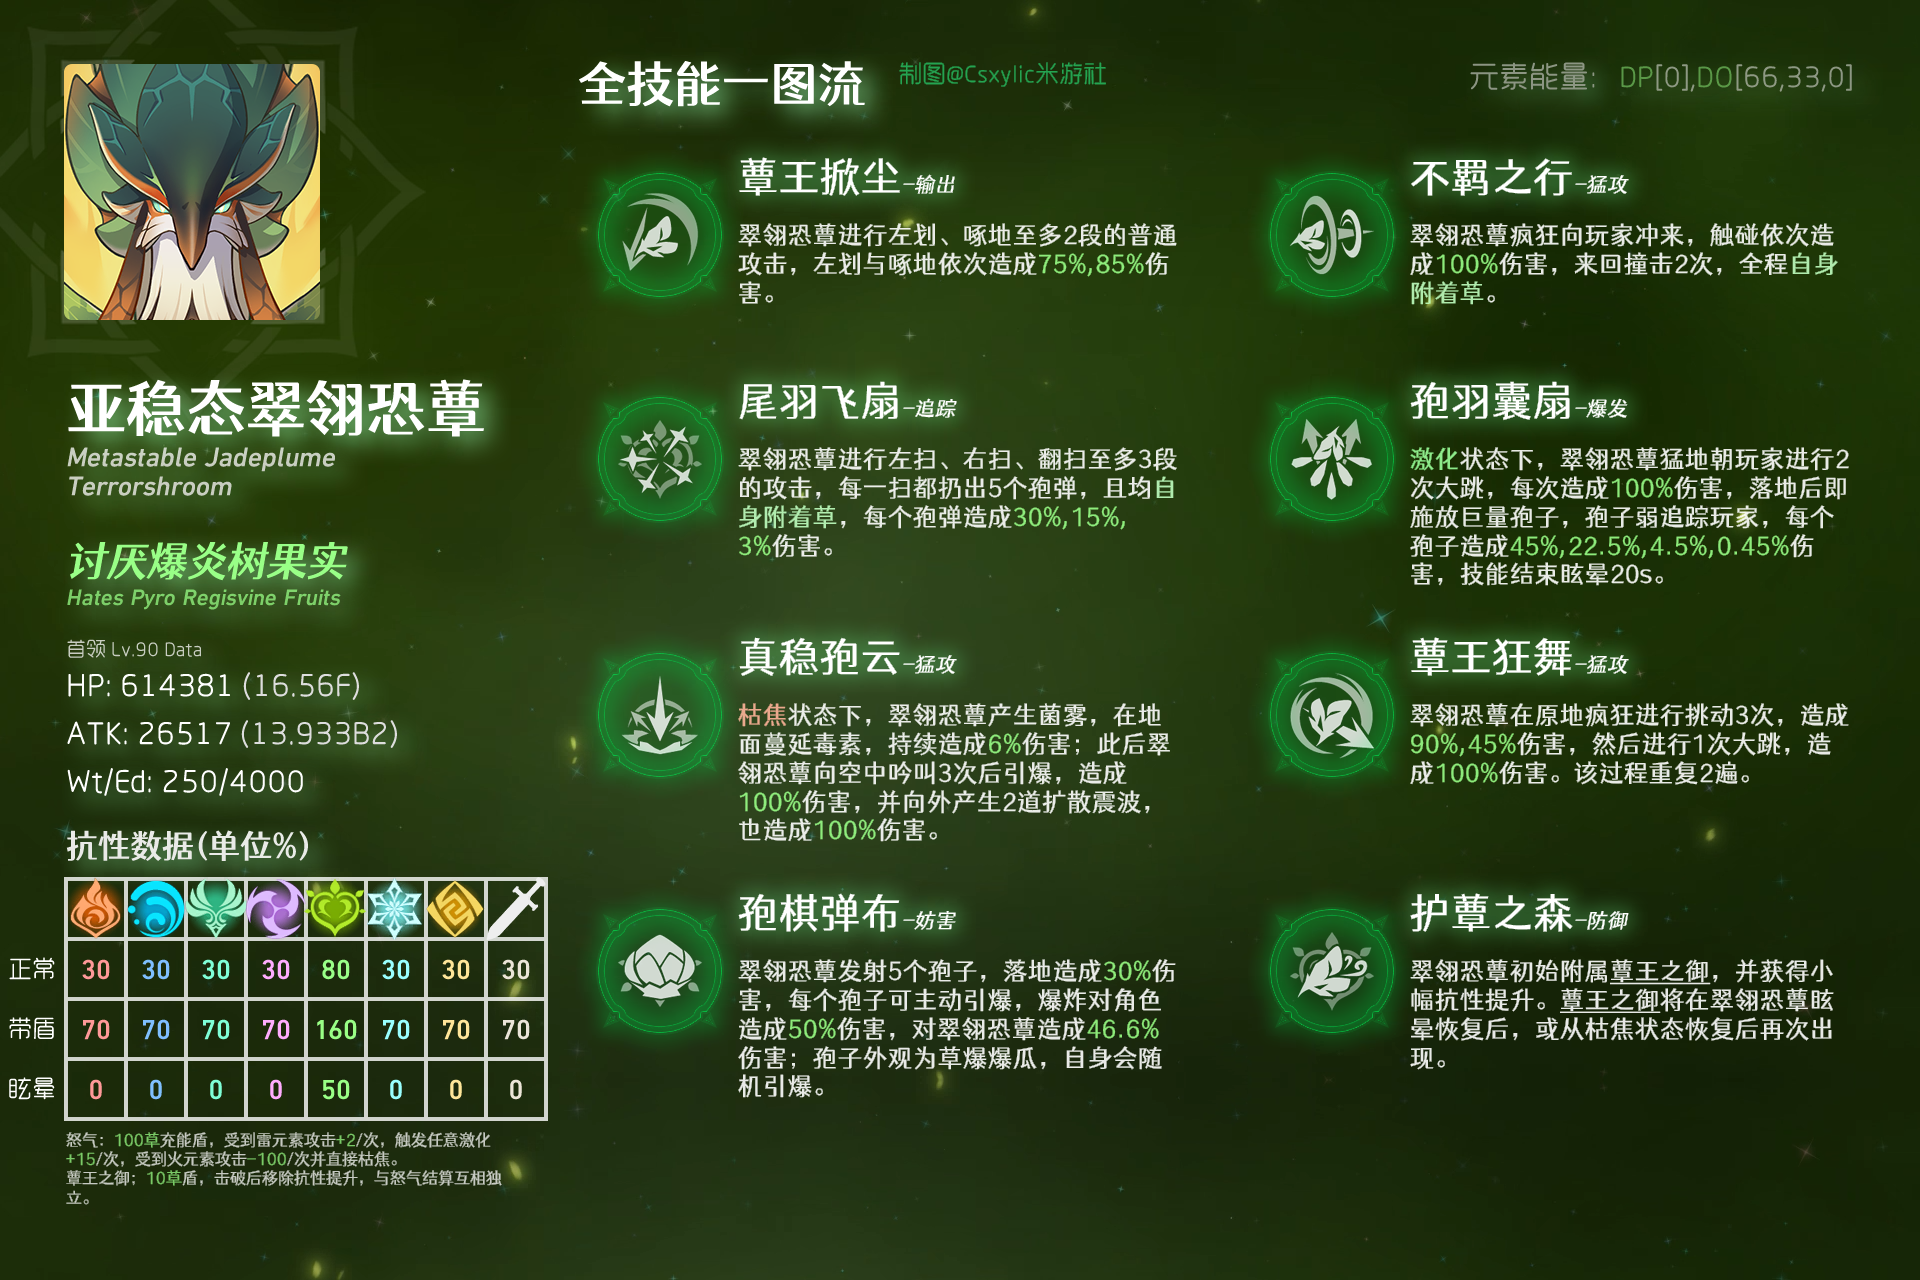 全技能一图流
制图@Csxylic米游社
元素能量: DP[0],DO[66,33,0]
亚稳态翠翎恐蕈
Metastable Jadeplume
Terrorshroom
讨厌爆炎树果实
Hates Pyro Regisvine Fruits
首领 Lv.90 Data
HP: 614381 (16.56F)
ATK: 26517 (13.933B2)
Wt/Ed: 250/4000
抗性数据(单位%)
正常 30 30 30 30 80 30 30 30
带盾 70 70 70 70 160 70 70 70
眩晕 0 0 0 0 50 0 0 0
怒气: 100草充能盾，受到雷元素攻击+2/次，触发任意激化
+15/次，受到火元素攻击-100/次并直接枯焦。
蕈王之御；10草盾，击破后移除抗性提升，与怒气结算互相独
立。
蕈王掀尘-输出
翠翎恐蕈进行左划、啄地至多2段的普通
攻击，左划与啄地依次造成75%,85%伤
害。
不羁之行-猛攻
翠翎恐蕈疯狂向玩家冲来，触碰依次造
成100%伤害，来回撞击2次，全程自身
附着草。
尾羽飞扇-追踪
翠翎恐蕈进行左扫、右扫、翻扫至多3段
的攻击，每一扫都扔出5个孢弹，且均自
身附着草，每个孢弹造成30%,15%,
3%伤害。
孢羽囊扇-爆发
激化状态下，翠翎恐蕈猛地朝玩家进行2
次大跳，每次造成100%伤害，落地后即
施放巨量孢子，孢子弱追踪玩家，每个
孢子造成45%,22.5%,4.5%,0.45%伤
害，技能结束眩晕20s。
真稳孢云-猛攻
枯焦状态下，翠翎恐蕈产生菌雾，在地
面蔓延毒素，持续造成6%伤害；此后翠
翎恐蕈向空中吟叫3次后引爆，造成
100%伤害，并向外产生2道扩散震波，
也造成100%伤害。
蕈王狂舞-猛攻
翠翎恐蕈在原地疯狂进行挑动3次，造成
90%,45%伤害，然后进行1次大跳，造
成100%伤害。该过程重复2遍。
孢棋弹布-妨害
翠翎恐蕈发射5个孢子，落地造成30%伤
害，每个孢子可主动引爆，爆炸对角色
造成50%伤害，对翠翎恐蕈造成46.6%
伤害；孢子外观为草爆爆瓜，自身会随
机引爆。
护蕈之森-防御
翠翎恐蕈初始附属蕈王之御，并获得小
幅抗性提升。蕈王之御将在翠翎恐蕈眩
晕恢复后，或从枯焦状态恢复后再次出
现。